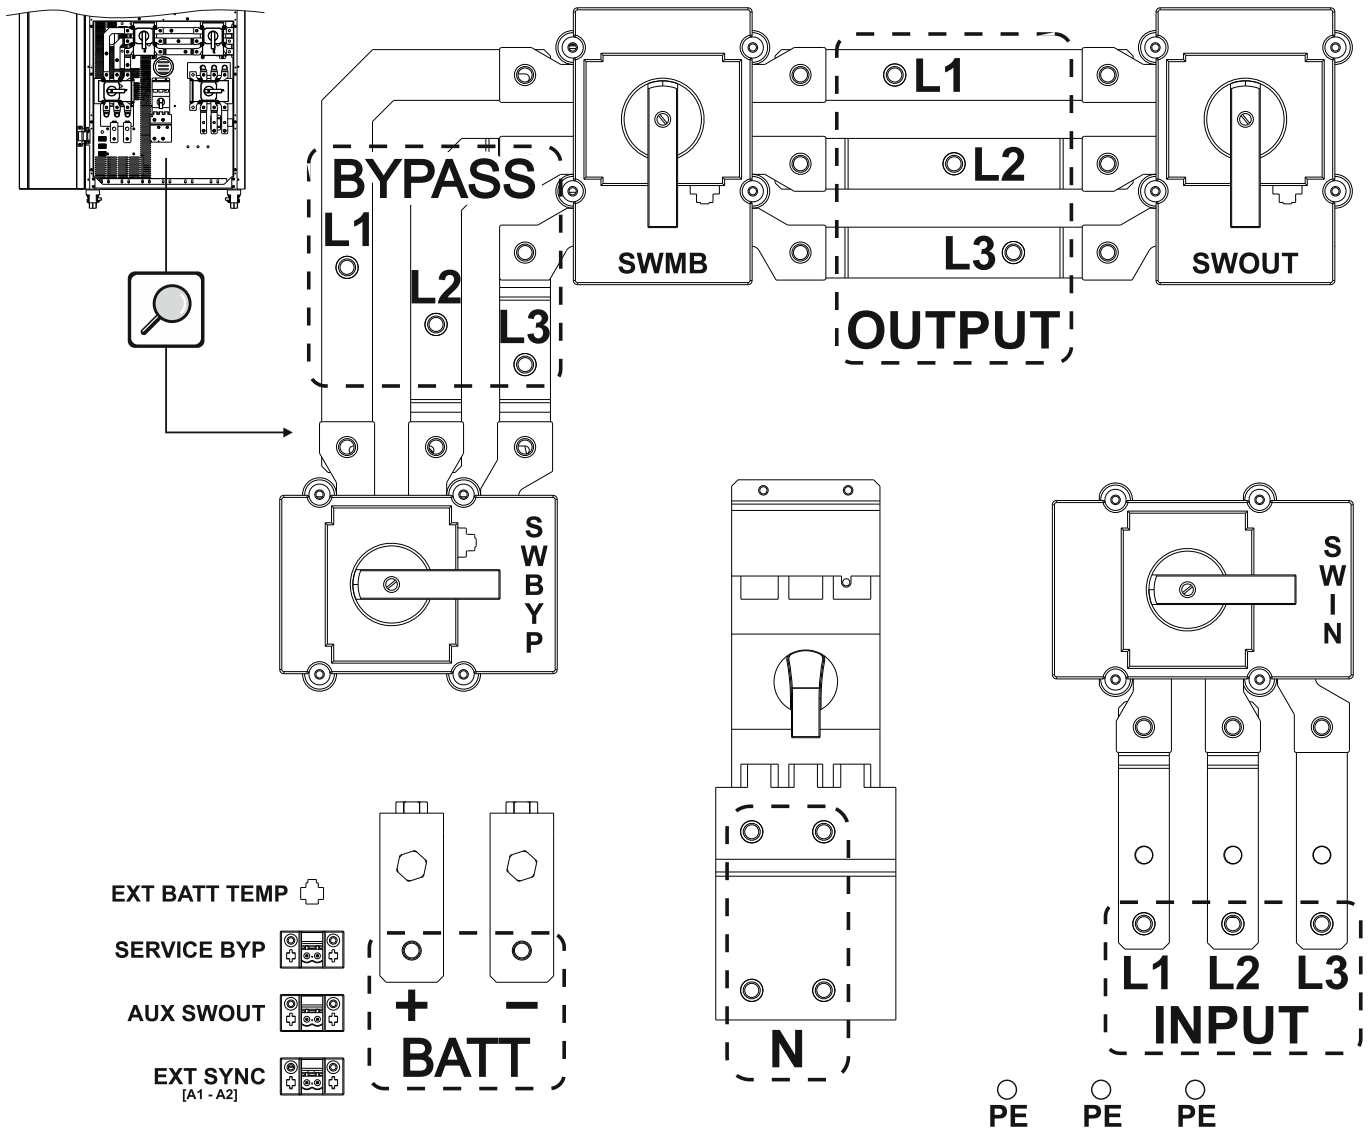 L1
L2
L3
OUTPUT
BYPASS
L1
L2
L3
SWMB
SWOUT
S
W
B
Y
P
S
W
I
N
EXT BATT TEMP
SERVICE BYP
AUX SWOUT
EXT SYNC
[A1 - A2]
+ −
BATT
N
L1 L2 L3
INPUT
PE PE PE